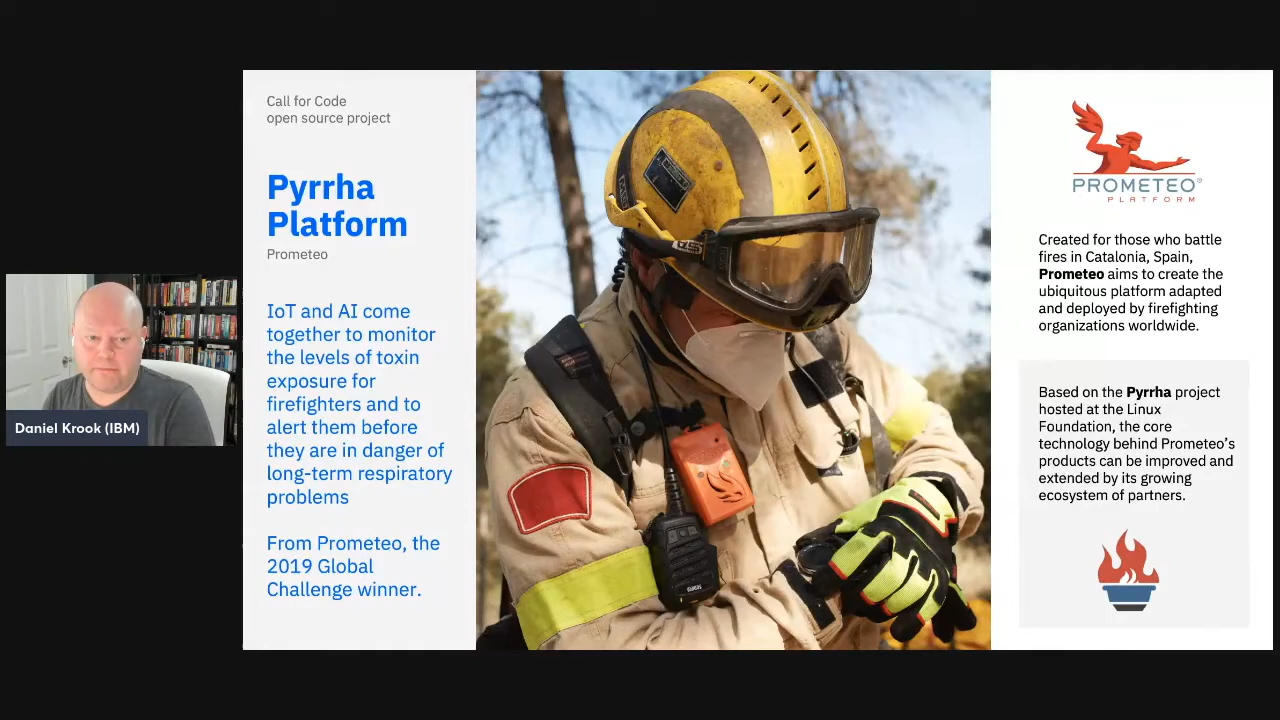 Call for Code
open source project
Pyrrha
Platform
Prometeo
IoT and AI come
together to monitor
the levels of toxin
exposure for
firefighters and to
alert them before
they are in danger of
long-term respiratory
problems
From Prometeo, the
2019 Global
Challenge winner.
Daniel Krook (IBM)
PROMETEO®
PLATFORM
Created for those who battle
fires in Catalonia, Spain,
Prometeo aims to create the
ubiquitous platform adapted
and deployed by firefighting
organizations worldwide.
Based on the Pyrrha project
hosted at the Linux
Foundation, the core
technology behind Prometeo's
products can be improved and
extended by its growing
ecosystem of partners.